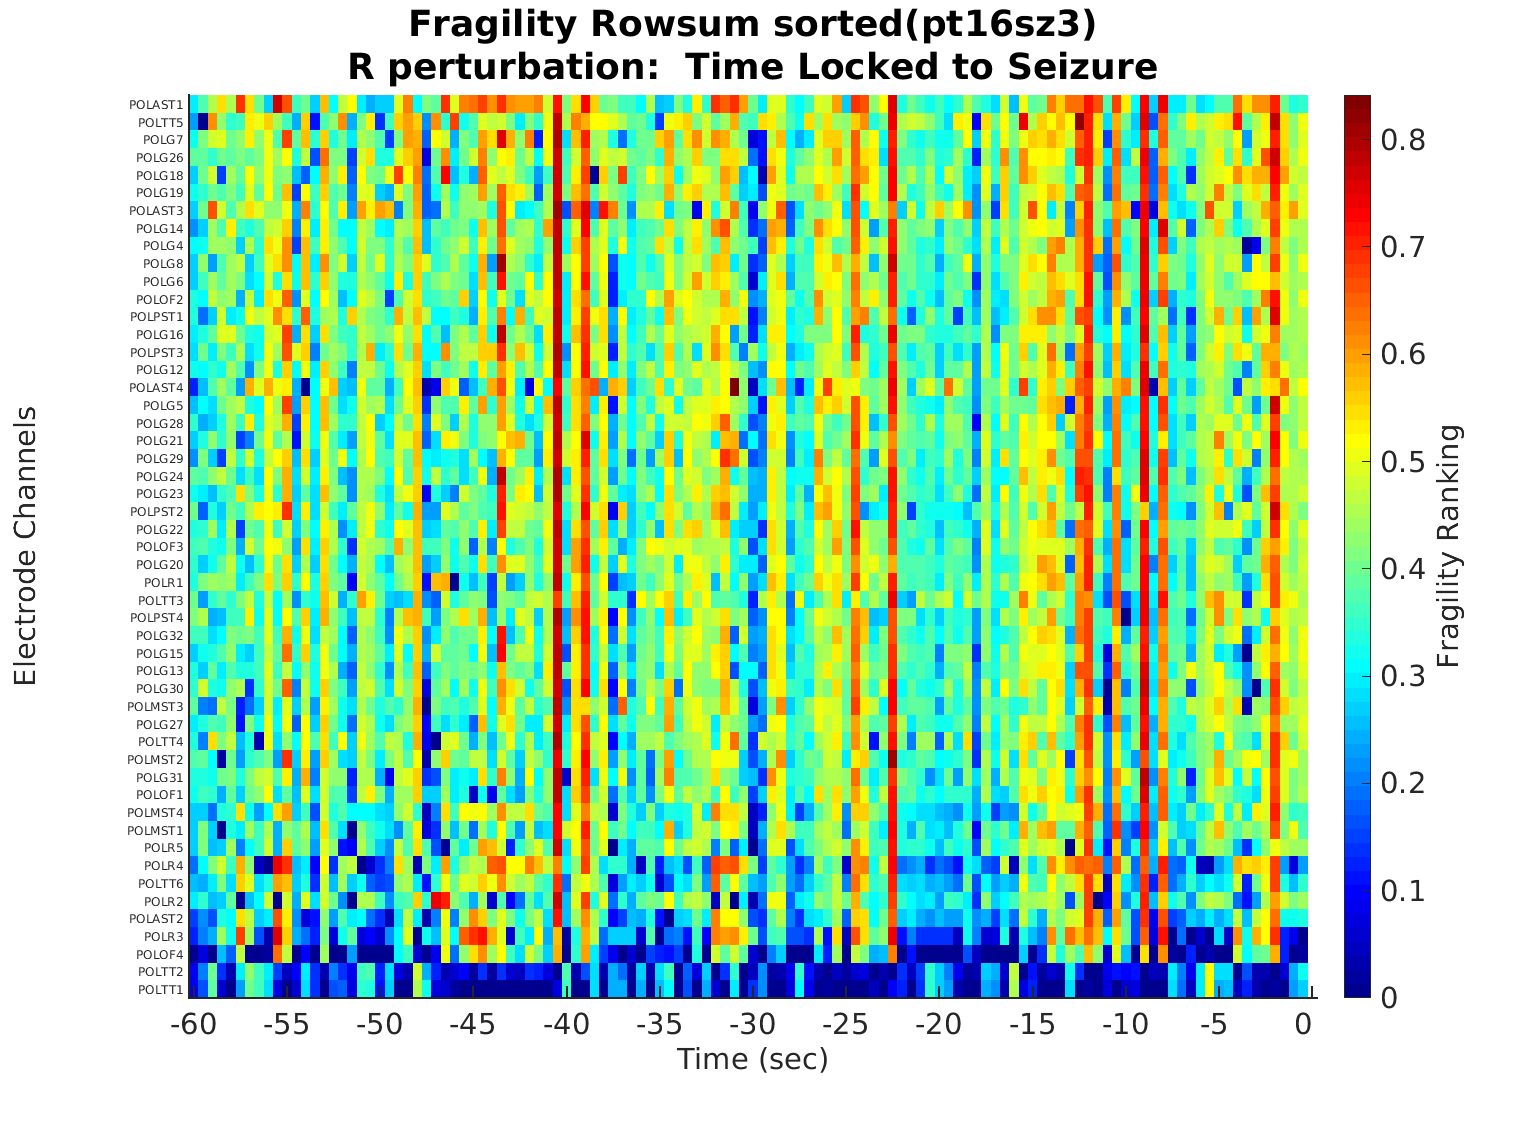 Fragility Rowsum sorted(pt16sz3)
R perturbation:  Time Locked to Seizure
Electrode Channels
POLAST1
POLTT5
POLG7
POLG26
POLG18
POLG19
POLAST3
POLG14
POLG4
POLG8
POLG6
POLOF2
POLPST1
POLG16
POLPST3
POLG12
POLAST4
POLG5
POLG28
POLG21
POLG29
POLG24
POLG23
POLPST2
POLG22
POLOF3
POLG20
POLR1
POLTT3
POLPST4
POLG32
POLG15
POLG13
POLG30
POLMST3
POLG27
POLTT4
POLMST2
POLG31
POLOF1
POLMST4
POLMST1
POLR5
POLR4
POLTT6
POLR2
POLAST2
POLR3
POLOF4
POLTT2
POLTT1
-60 -55 -50 -45 -40 -35 -30 -25 -20 -15 -10 -5 0
Time (sec)
0.8
0.7
0.6
0.5
0.4
0.3
0.2
0.1
0
Fragility Ranking